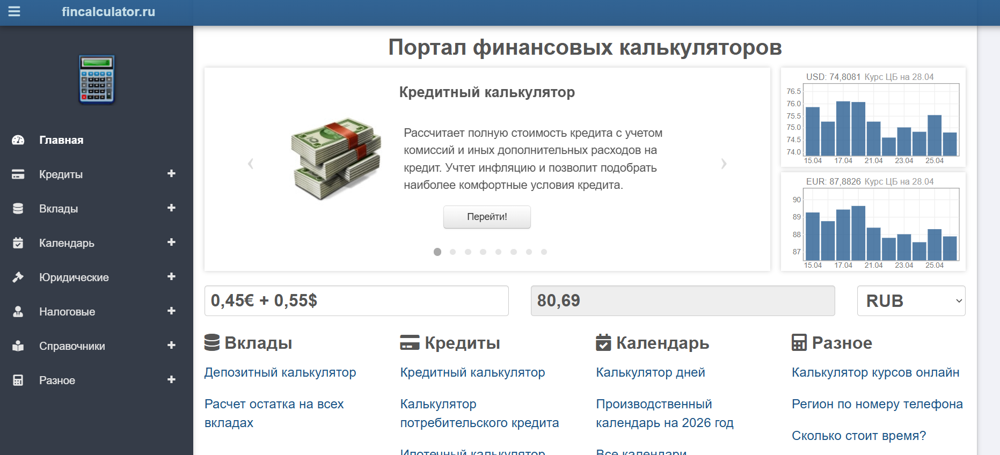 fincalculator.ru
Главная
Кредиты
Вклады
Календарь
Юридические
Налоговые
Справочники
Разное
Портал финансовых калькуляторов
Кредитный калькулятор
Рассчитает полную стоимость кредита с учетом
комиссий и иных дополнительных расходов на
кредит. Учтет инфляцию и позволит подобрать
наиболее комфортные условия кредита.
Перейти!
USD: 74,8081 Курс ЦБ на 28.04
76.5
76.0
75.5
75.0
74.5
74.0
15.04 17.04 21.04 23.04 25.04
EUR: 87,8826 Курс ЦБ на 28.04
90
89
88
87
15.04 17.04 21.04 23.04 25.04
0,45€ + 0,55$
80,69
RUB
Вклады
Депозитный калькулятор
Расчет остатка на всех
вкладах
Кредиты
Кредитный калькулятор
Калькулятор
потребительского кредита
Ипотечный калькулятор
Календарь
Калькулятор дней
Производственный
календарь на 2026 год
Все календари
Разное
Калькулятор курсов онлайн
Регион по номеру телефона
Сколько стоит время?